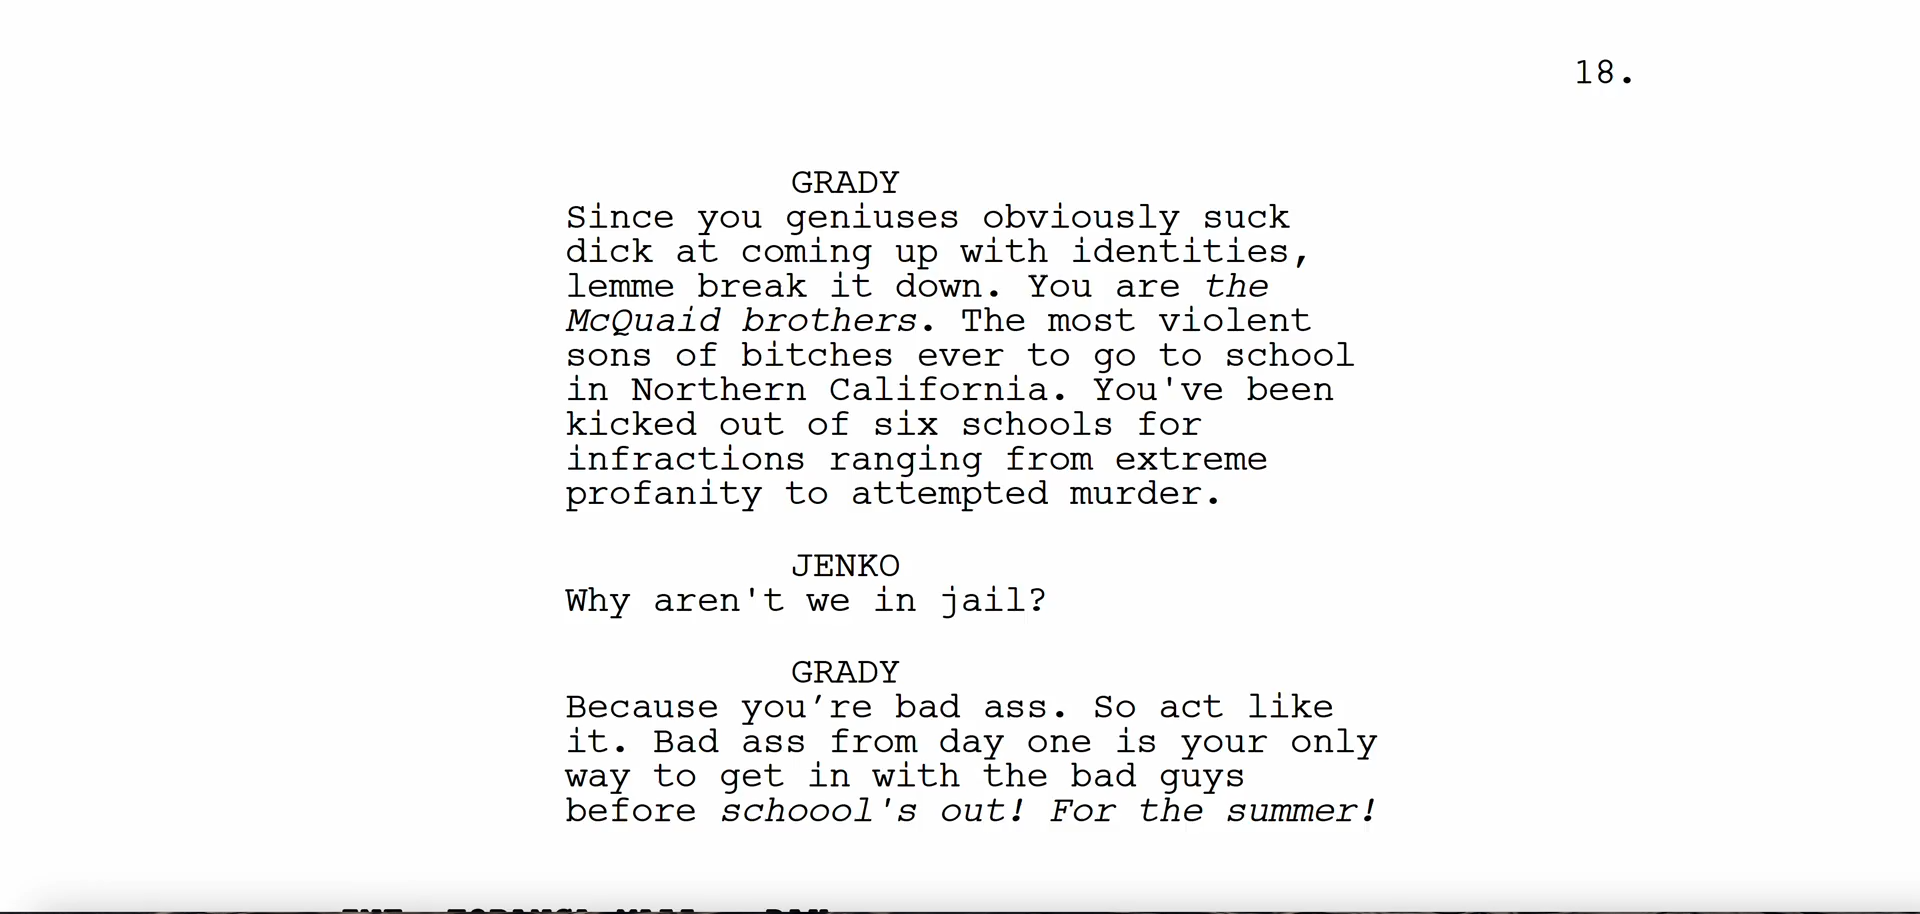 18.
GRADY
Since you geniuses obviously suck
dick at coming up with identities,
lemme break it down. You are the
McQuaid brothers. The most violent
sons of bitches ever to go to school
in Northern California. You've been
kicked out of six schools for
infractions ranging from extreme
profanity to attempted murder.
JENKO
Why aren't we in jail?
GRADY
Because you’re bad ass. So act like
it. Bad ass from day one is your only
way to get in with the bad guys
before schoool's out! For the summer!